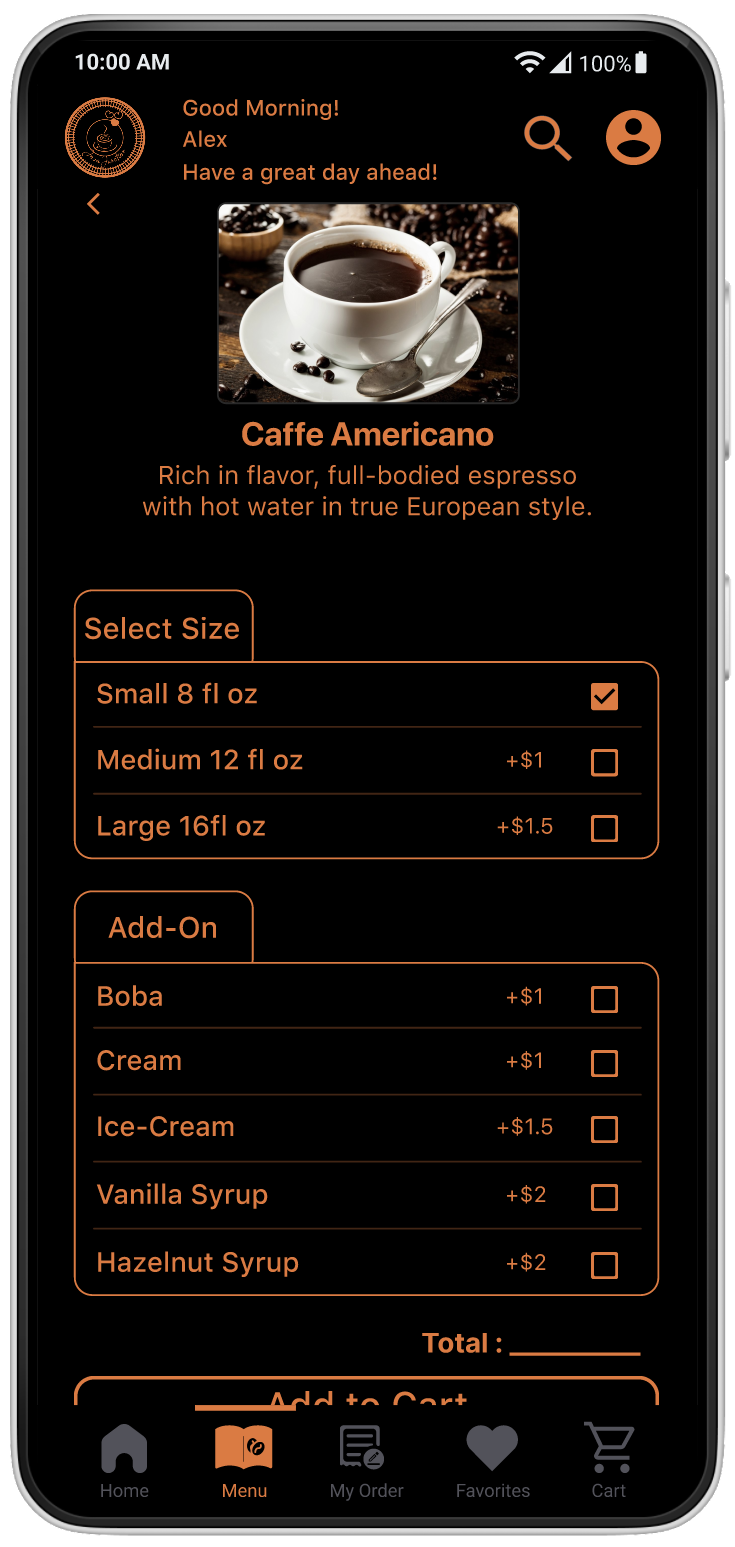 10:00 AM
100%
Good Morning!
Alex
Have a great day ahead!
Caffe Americano
Rich in flavor, full-bodied espresso
with hot water in true European style.
Select Size
Small 8 fl oz
Medium 12 fl oz +$1
Large 16fl oz +$1.5
Add-On
Boba +$1
Cream +$1
Ice-Cream +$1.5
Vanilla Syrup +$2
Hazelnut Syrup +$2
Total :
Add to Cart
Home Menu My Order Favorites Cart